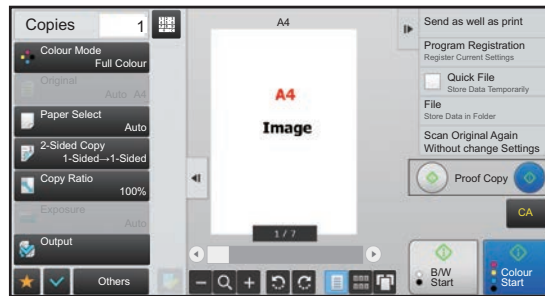 Copies 1
Colour Mode
Full Colour
Original
Auto A4
Paper Select
Auto
2-Sided Copy
1-Sided→1-Sided
Copy Ratio
100%
Exposure
Auto
Output
Others
A4
A4
Image
1 / 7
Send as well as print
Program Registration
Register Current Settings
Quick File
Store Data Temporarily
File
Store Data in Folder
Scan Original Again
Without change Settings
Proof Copy
CA
B/W
Start
Colour
Start